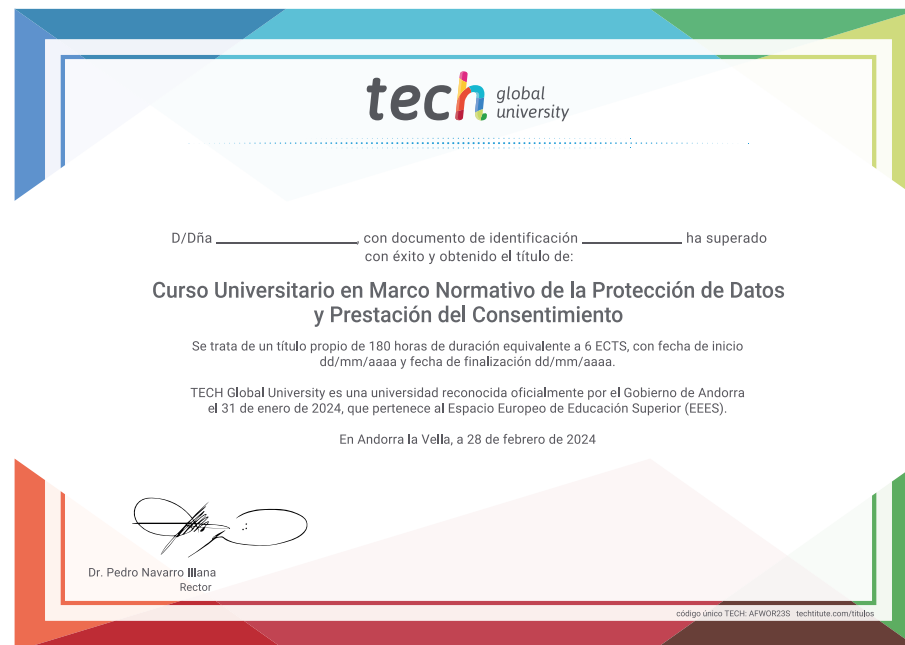 tech global university
D/Dña ____________________, con documento de identificación ______________ ha superado
con éxito y obtenido el título de:
Curso Universitario en Marco Normativo de la Protección de Datos
y Prestación del Consentimiento
Se trata de un título propio de 180 horas de duración equivalente a 6 ECTS, con fecha de inicio
dd/mm/aaaa y fecha de finalización dd/mm/aaaa.
TECH Global University es una universidad reconocida oficialmente por el Gobierno de Andorra
el 31 de enero de 2024, que pertenece al Espacio Europeo de Educación Superior (EEES).
En Andorra la Vella, a 28 de febrero de 2024
Dr. Pedro Navarro Illana
Rector
código único TECH: AFWOR23S techtitute.com/titulos